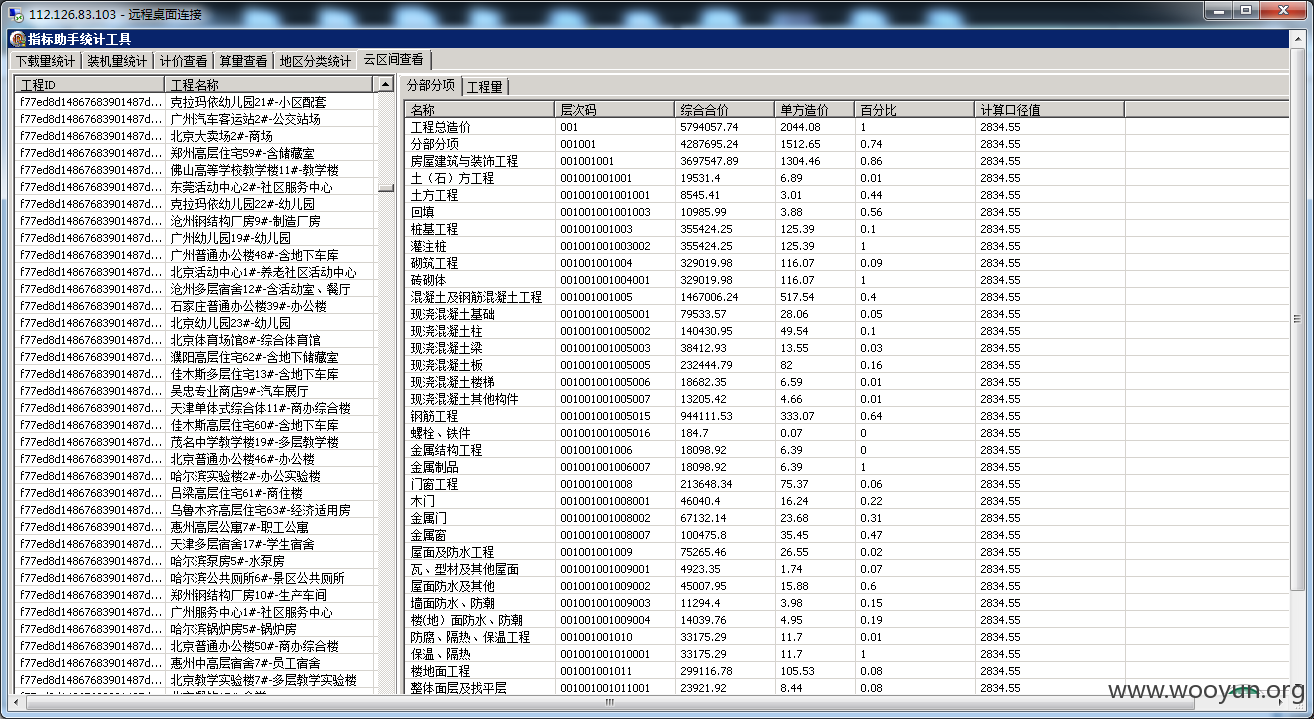 112.126.83.103 - 远程桌面连接
指标助手统计工具
下载量统计 装机量统计 计价查看 算量查看 地区分类统计 云区间查看
工程ID 工程名称
f77ed8d14867683901487d... 克拉玛依幼儿园21#-小区配套
f77ed8d14867683901487d... 广州汽车客运站2#-公交站场
f77ed8d14867683901487d... 北京大卖场2#-商场
f77ed8d14867683901487d... 郑州高层住宅59#-含储藏室
f77ed8d14867683901487d... 佛山高等学校教学楼11#-教学楼
f77ed8d14867683901487d... 东莞活动中心2#-社区服务中心
f77ed8d14867683901487d... 克拉玛依幼儿园22#-幼儿园
f77ed8d14867683901487d... 沧州钢结构厂房9#-制造厂房
f77ed8d14867683901487d... 广州幼儿园19#-幼儿园
f77ed8d14867683901487d... 广州普通办公楼48#-含地下车库
f77ed8d14867683901487d... 北京活动中心1#-养老社区活动中心
f77ed8d14867683901487d... 沧州多层宿舍12#-含活动室、餐厅
f77ed8d14867683901487d... 石家庄普通办公楼39#-办公楼
f77ed8d14867683901487d... 北京幼儿园23#-幼儿园
f77ed8d14867683901487d... 北京体育场馆8#-综合体育馆
f77ed8d14867683901487d... 濮阳高层住宅62#-含地下储藏室
f77ed8d14867683901487d... 佳木斯多层住宅13#-含地下车库
f77ed8d14867683901487d... 吴忠专业商店9#-汽车展厅
f77ed8d14867683901487d... 天津单体式综合体11#-商办综合楼
f77ed8d14867683901487d... 佳木斯高层住宅60#-含地下车库
f77ed8d14867683901487d... 茂名中学教学楼19#-多层教学楼
f77ed8d14867683901487d... 北京普通办公楼46#-办公楼
f77ed8d14867683901487d... 哈尔滨实验楼2#-办公实验楼
f77ed8d14867683901487d... 吕梁高层住宅61#-商住楼
f77ed8d14867683901487d... 乌鲁木齐高层住宅63#-经济适用房
f77ed8d14867683901487d... 惠州高层公寓7#-职工公寓
f77ed8d14867683901487d... 天津多层宿舍17#-学生宿舍
f77ed8d14867683901487d... 哈尔滨泵房5#-水泵房
f77ed8d14867683901487d... 哈尔滨公共厕所6#-景区公共厕所
f77ed8d14867683901487d... 郑州钢结构厂房10#-生产车间
f77ed8d14867683901487d... 广州服务中心1#-社区服务中心
f77ed8d14867683901487d... 哈尔滨锅炉房5#-锅炉房
f77ed8d14867683901487d... 北京普通办公楼50#-商办综合楼
f77ed8d14867683901487d... 惠州中高层宿舍7#-员工宿舍
f77ed8d14867683901487d... 北京教学实验楼7#-多层教学实验楼
分部分项 工程量
名称 层次码 综合合价 单方造价 百分比 计算口径值
工程总造价 001 5794057.74 2044.08 1 2834.55
分部分项 001001 4287695.24 1512.65 0.74 2834.55
房屋建筑与装饰工程 001001001 3697547.89 1304.46 0.86 2834.55
土（石）方工程 001001001001 19531.4 6.89 0.01 2834.55
土方工程 001001001001001 8545.41 3.01 0.44 2834.55
回填 001001001001003 10985.99 3.88 0.56 2834.55
桩基工程 001001001003 355424.25 125.39 0.1 2834.55
灌注桩 001001001003002 355424.25 125.39 1 2834.55
砌筑工程 001001001004 329019.98 116.07 0.09 2834.55
砖砌体 001001001004001 329019.98 116.07 1 2834.55
混凝土及钢筋混凝土工程 001001001005 1467006.24 517.54 0.4 2834.55
现浇混凝土基础 001001001005001 79533.57 28.06 0.05 2834.55
现浇混凝土柱 001001001005002 140430.95 49.54 0.1 2834.55
现浇混凝土梁 001001001005003 38412.93 13.55 0.03 2834.55
现浇混凝土板 001001001005005 232444.79 82 0.16 2834.55
现浇混凝土楼梯 001001001005006 18682.35 6.59 0.01 2834.55
现浇混凝土其他构件 001001001005007 13205.42 4.66 0.01 2834.55
钢筋工程 001001001005015 944111.53 333.07 0.64 2834.55
螺栓、铁件 001001001005016 184.7 0.07 0 2834.55
金属结构工程 001001001006 18098.92 6.39 0 2834.55
金属制品 001001001006007 18098.92 6.39 1 2834.55
门窗工程 001001001008 213648.34 75.37 0.06 2834.55
木门 001001001008001 46040.4 16.24 0.22 2834.55
金属门 001001001008002 67132.14 23.68 0.31 2834.55
金属窗 001001001008007 100475.8 35.45 0.47 2834.55
屋面及防水工程 001001001009 75265.46 26.55 0.02 2834.55
瓦、型材及其他屋面 001001001009001 4923.35 1.74 0.07 2834.55
屋面防水及其他 001001001009002 45007.95 15.88 0.6 2834.55
墙面防水、防潮 001001001009003 11294.4 3.98 0.15 2834.55
楼(地）面防水、防潮 001001001009004 14039.76 4.95 0.19 2834.55
防腐、隔热、保温工程 001001001010 33175.29 11.7 0.01 2834.55
保温、隔热 001001001010001 33175.29 11.7 1 2834.55
楼地面工程 001001001011 299116.78 105.53 0.08 2834.55
整体面层及找平层 001001001011001 23921.92 8.44 0.08 2834.55
www.wooyun.org